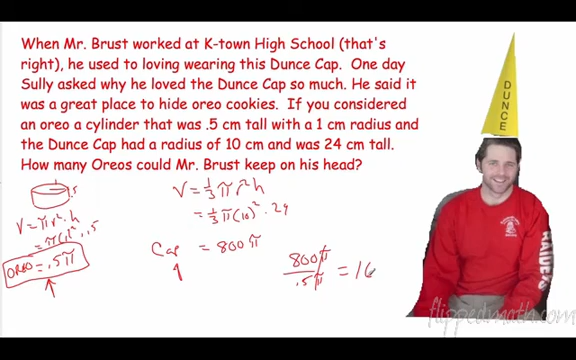 When Mr. Brust worked at K-town High School (that's
right), he used to loving wearing this Dunce Cap. One day
Sully asked why he loved the Dunce Cap so much. He said it
was a great place to hide oreo cookies. If you considered
an oreo a cylinder that was .5 cm tall with a 1 cm radius and
the Dunce Cap had a radius of 10 cm and was 24 cm tall.
How many Oreos could Mr. Brust keep on his head?
DUNCE
V = πr²·h
= π(1)²·.5
OREO = .5π
V = 1/3 πr²h
= 1/3 π(10)²·24
Cap = 800π
800π/.5π = 16
RAIDERS
flippedmath.com